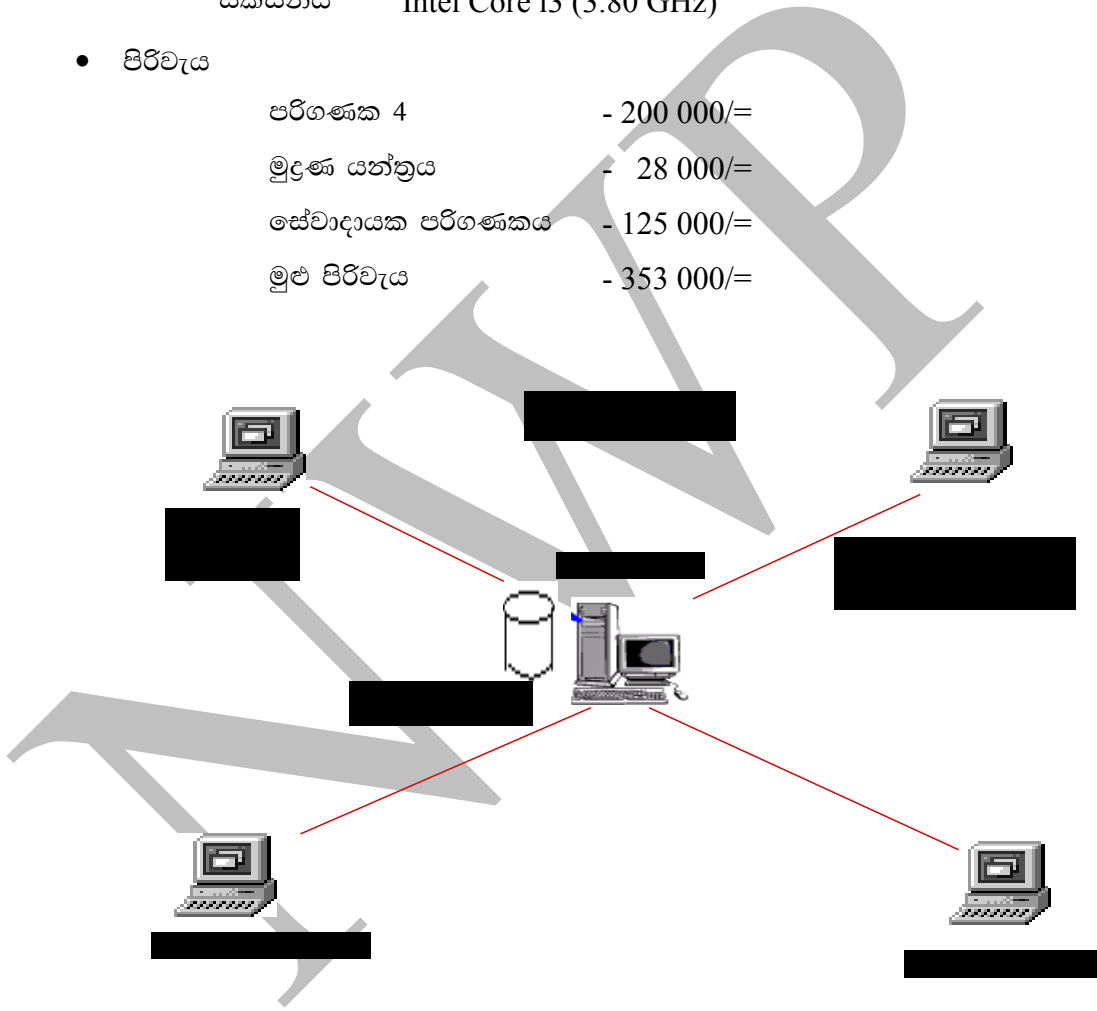 Intel Core i3 (3.80 GHz)
• පිරිවැය
පරිගණක 4 - 200 000/=
මුද්‍රණ යන්ත්‍රය - 28 000/=
සේවාදායක පරිගණකය - 125 000/=
මුළු පිරිවැය - 353 000/=
NWP